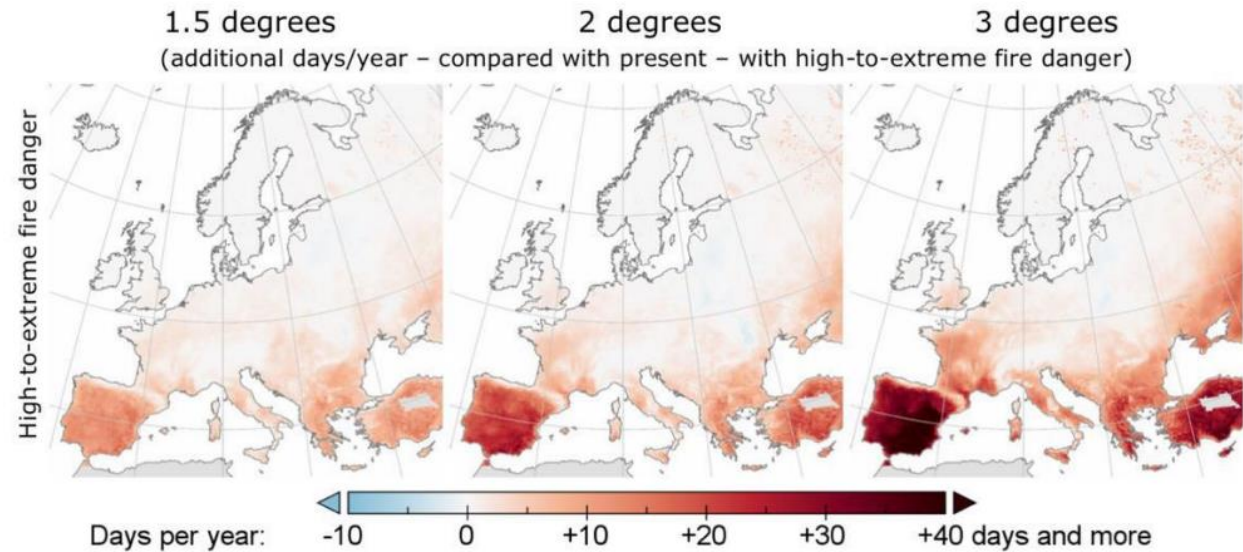 1.5 degrees 2 degrees 3 degrees
(additional days/year – compared with present – with high-to-extreme fire danger)
High-to-extreme fire danger
Days per year: -10 0 +10 +20 +30 +40 days and more